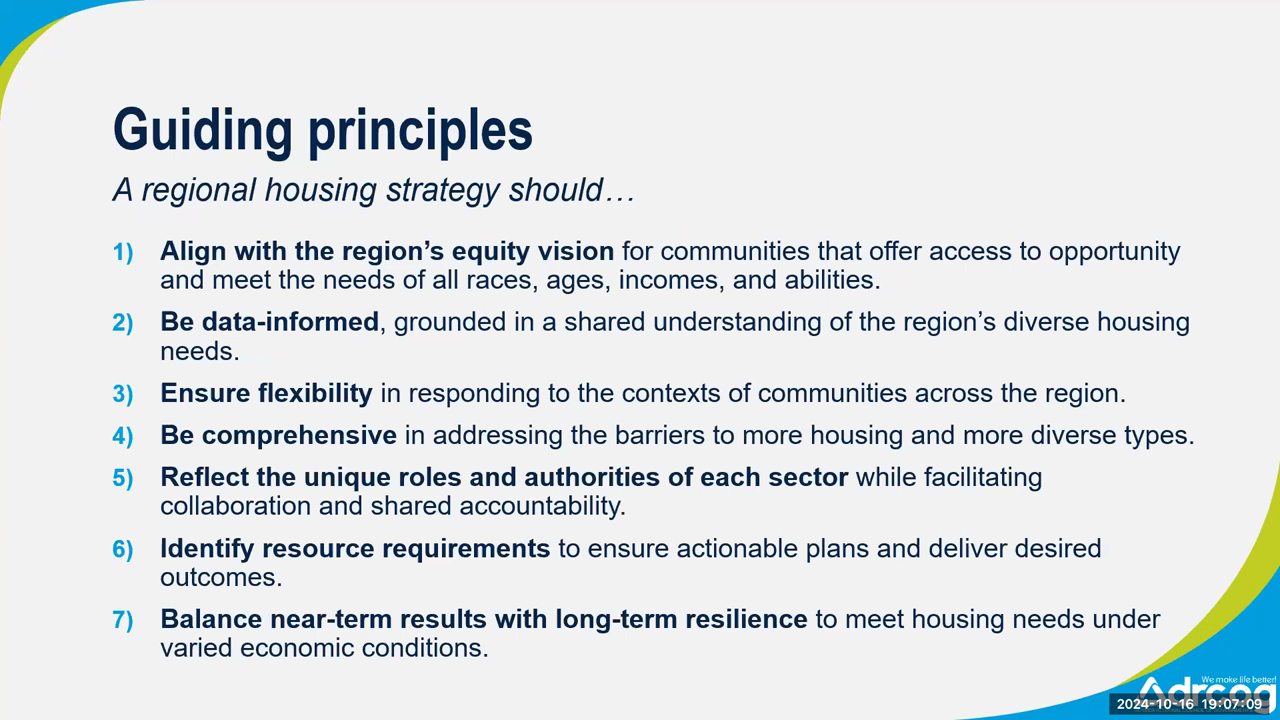 Guiding principles
A regional housing strategy should…
1) Align with the region’s equity vision for communities that offer access to opportunity
and meet the needs of all races, ages, incomes, and abilities.
2) Be data-informed, grounded in a shared understanding of the region’s diverse housing
needs.
3) Ensure flexibility in responding to the contexts of communities across the region.
4) Be comprehensive in addressing the barriers to more housing and more diverse types.
5) Reflect the unique roles and authorities of each sector while facilitating
collaboration and shared accountability.
6) Identify resource requirements to ensure actionable plans and deliver desired
outcomes.
7) Balance near-term results with long-term resilience to meet housing needs under
varied economic conditions.
We make life better!
drcog
2024-10-16 19:07:09